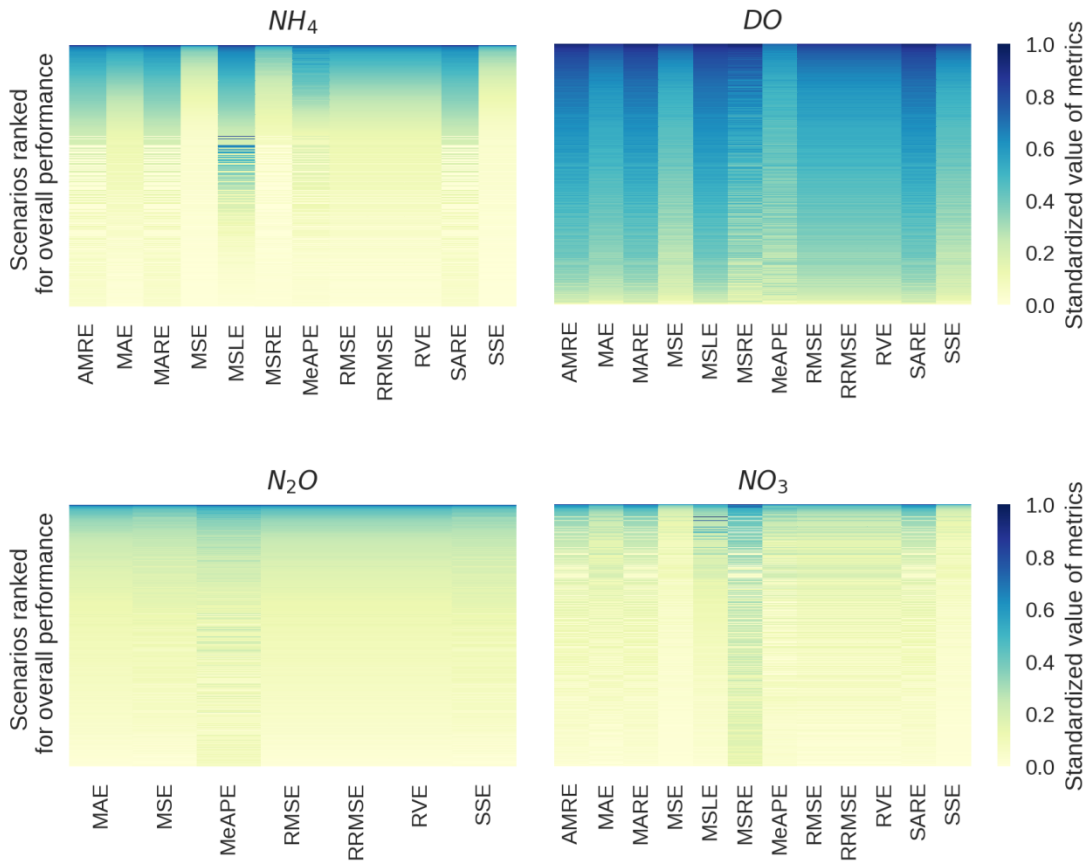 NH₄
DO
Scenarios ranked
for overall performance
1.0
0.8
0.6
0.4
0.2
0.0
Standardized value of metrics
AMRE
MAE
MARE
MSE
MSLE
MSRE
MeAPE
RMSE
RRMSE
RVE
SARE
SSE
AMRE
MAE
MARE
MSE
MSLE
MSRE
MeAPE
RMSE
RRMSE
RVE
SARE
SSE
N₂O
NO₃
Scenarios ranked
for overall performance
1.0
0.8
0.6
0.4
0.2
0.0
Standardized value of metrics
MAE
MSE
MeAPE
RMSE
RRMSE
RVE
SSE
AMRE
MAE
MARE
MSE
MSLE
MSRE
MeAPE
RMSE
RRMSE
RVE
SARE
SSE